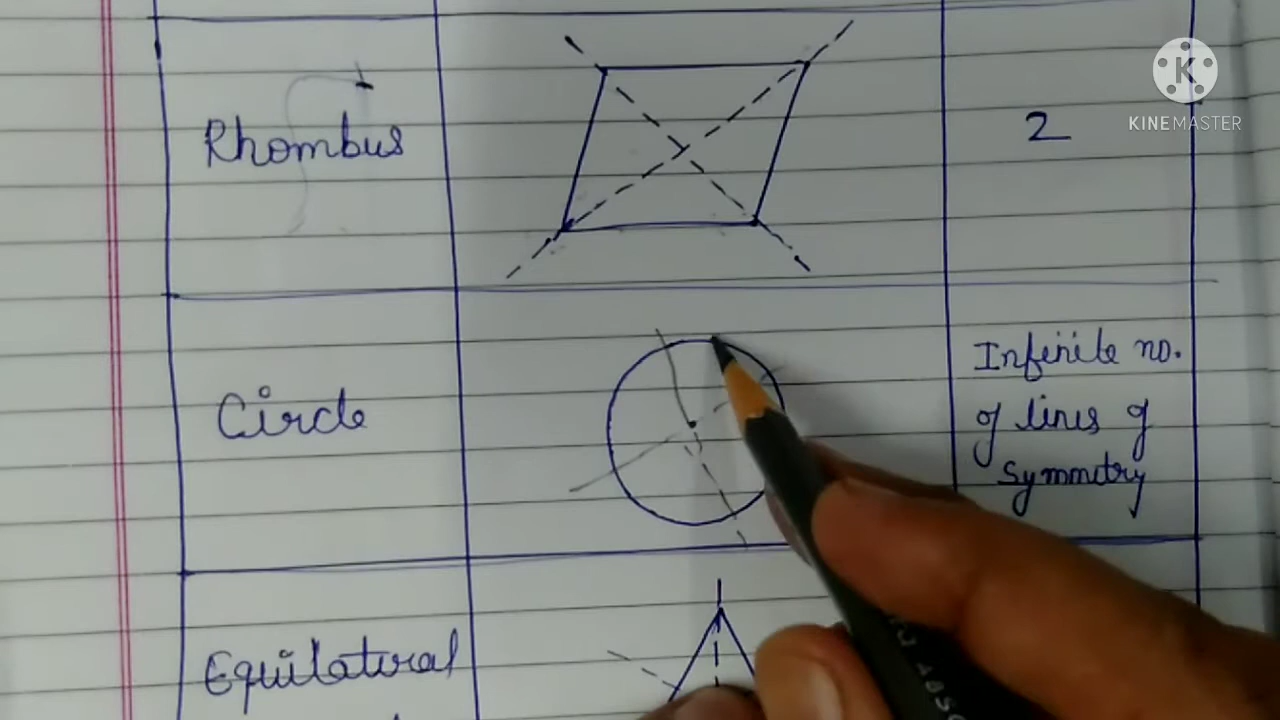 Rhombus
2
K
KINEMASTER
Circle
Infinite no.
of lines of
symmetry
Equilateral